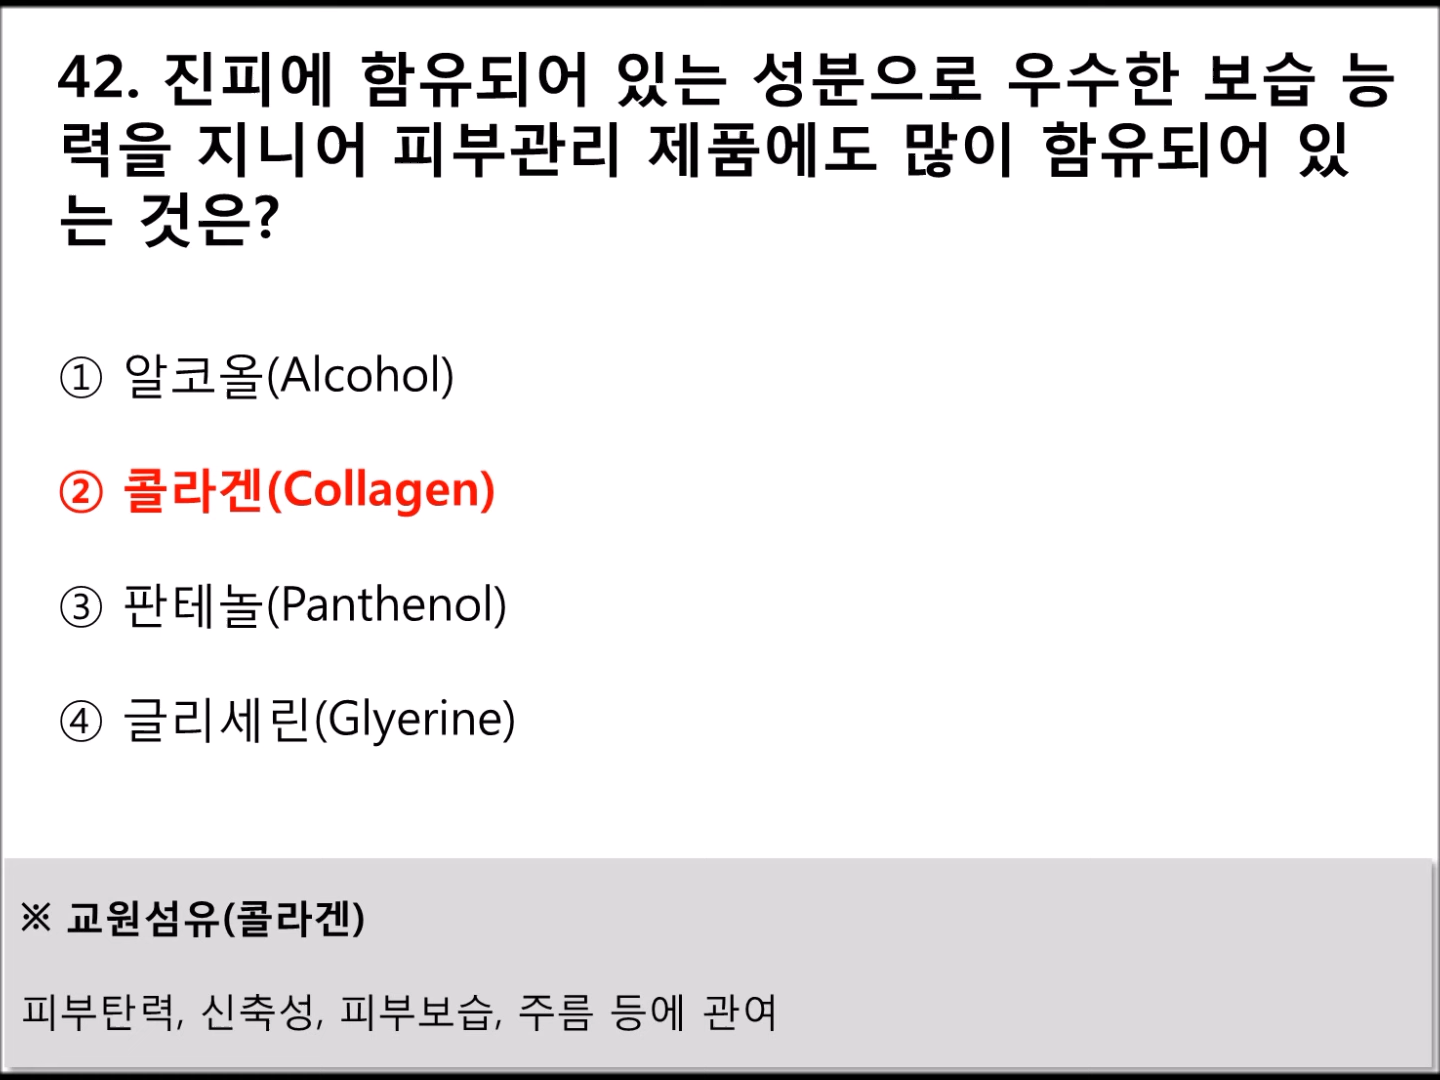 42. 진피에 함유되어 있는 성분으로 우수한 보습 능
력을 지니어 피부관리 제품에도 많이 함유되어 있
는 것은?
① 알코올(Alcohol)
② 콜라겐(Collagen)
③ 판테놀(Panthenol)
④ 글리세린(Glyerine)
※ 교원섬유(콜라겐)
피부탄력, 신축성, 피부보습, 주름 등에 관여